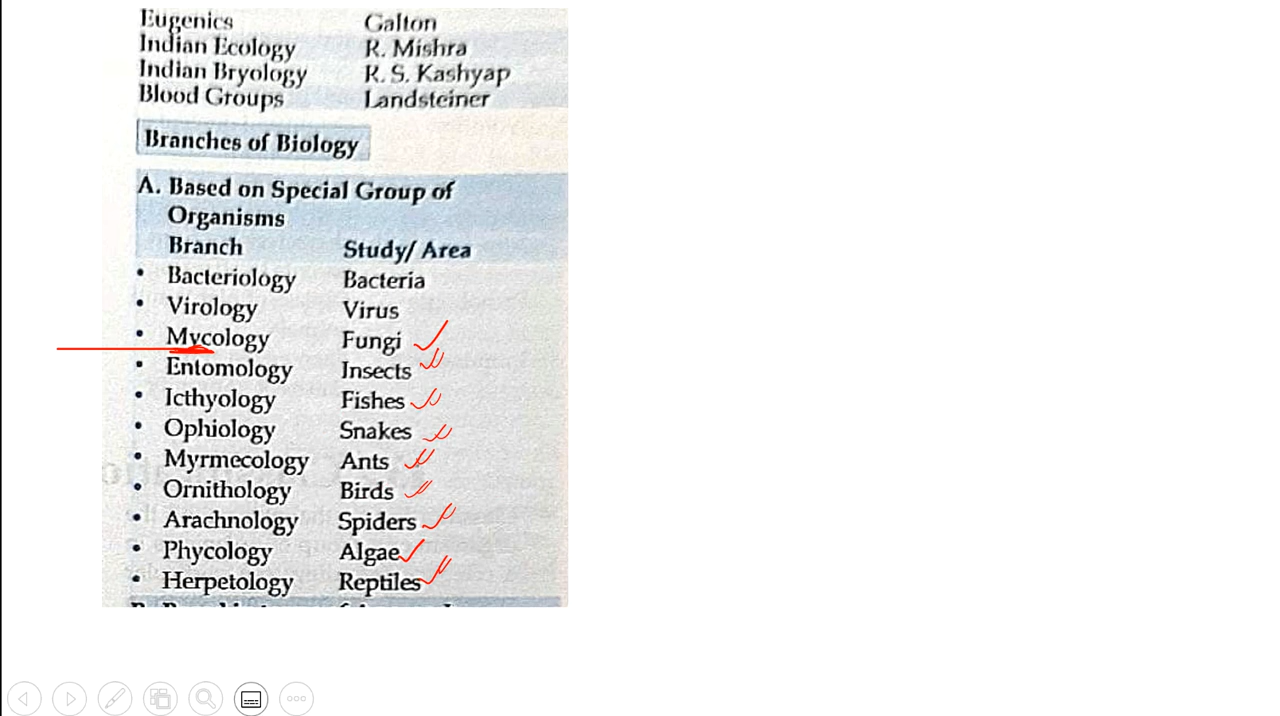 Eugenics Galton
Indian Ecology R. Mishra
Indian Bryology R. S. Kashyap
Blood Groups Landsteiner
Branches of Biology
A. Based on Special Group of
Organisms
Branch Study/ Area
• Bacteriology Bacteria
• Virology Virus
• Mycology Fungi
• Entomology Insects
• Icthyology Fishes
• Ophiology Snakes
• Myrmecology Ants
• Ornithology Birds
• Arachnology Spiders
• Phycology Algae
• Herpetology Reptiles